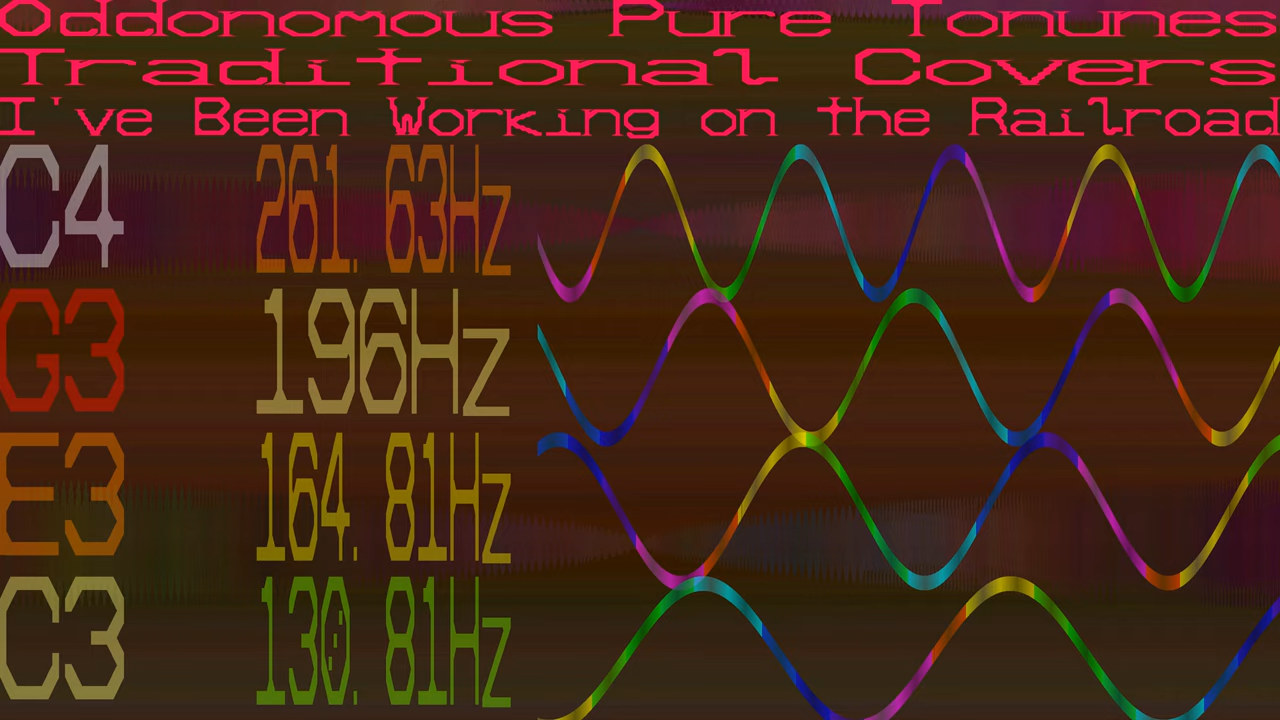 Oddonomous Pure Tonunes
Traditional Covers
I've Been Working on the Railroad
C4 261.63Hz
G3 196Hz
E3 164.81Hz
C3 130.81Hz